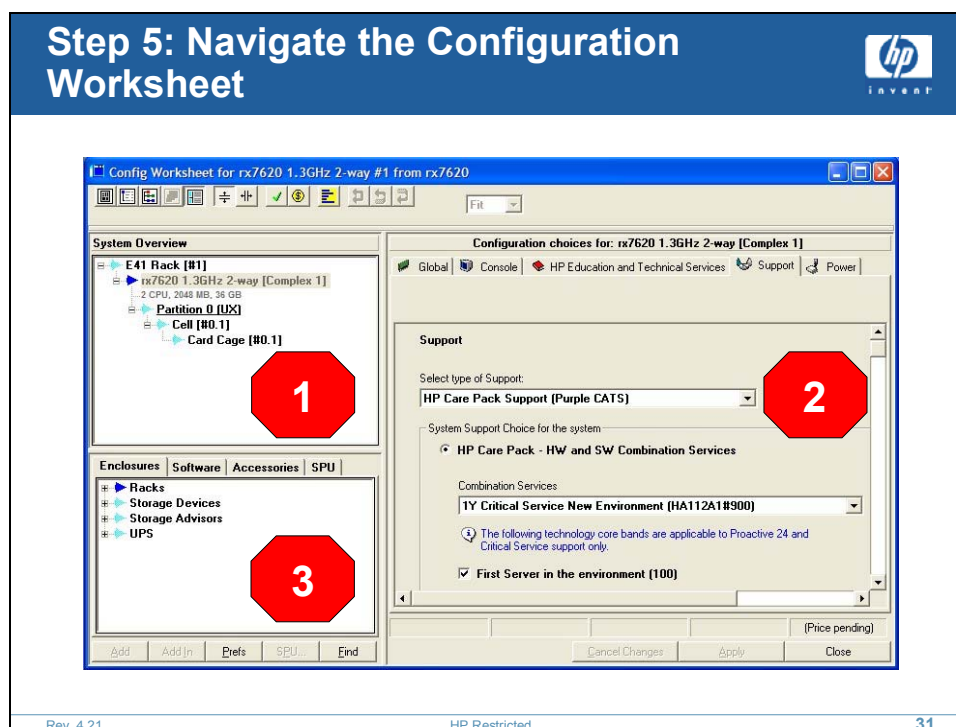 Step 5: Navigate the Configuration
Worksheet
hp
invent
Config Worksheet for rx7620 1.3GHz 2-way #1 from rx7620
Fit
System Overview
E41 Rack [#1]
rx7620 1.3GHz 2-way [Complex 1]
2 CPU, 2048 MB, 36 GB
Partition 0 (UX)
Cell [#0.1]
Card Cage [#0.1]
1
Enclosures Software Accessories SPU
Racks
Storage Devices
Storage Advisors
UPS
3
Add Add In Prefs SPU... Find
Configuration choices for: rx7620 1.3GHz 2-way [Complex 1]
Global Console HP Education and Technical Services Support Power
Support
Select type of Support:
HP Care Pack Support (Purple CATS)
2
System Support Choice for the system
HP Care Pack - HW and SW Combination Services
Combination Services
1Y Critical Service New Environment (HA112A1#900)
The following technology core bands are applicable to Proactive 24 and
Critical Service support only.
First Server in the environment (100)
(Price pending)
Cancel Changes Apply Close
Rev. 4.21 HP Restricted 31